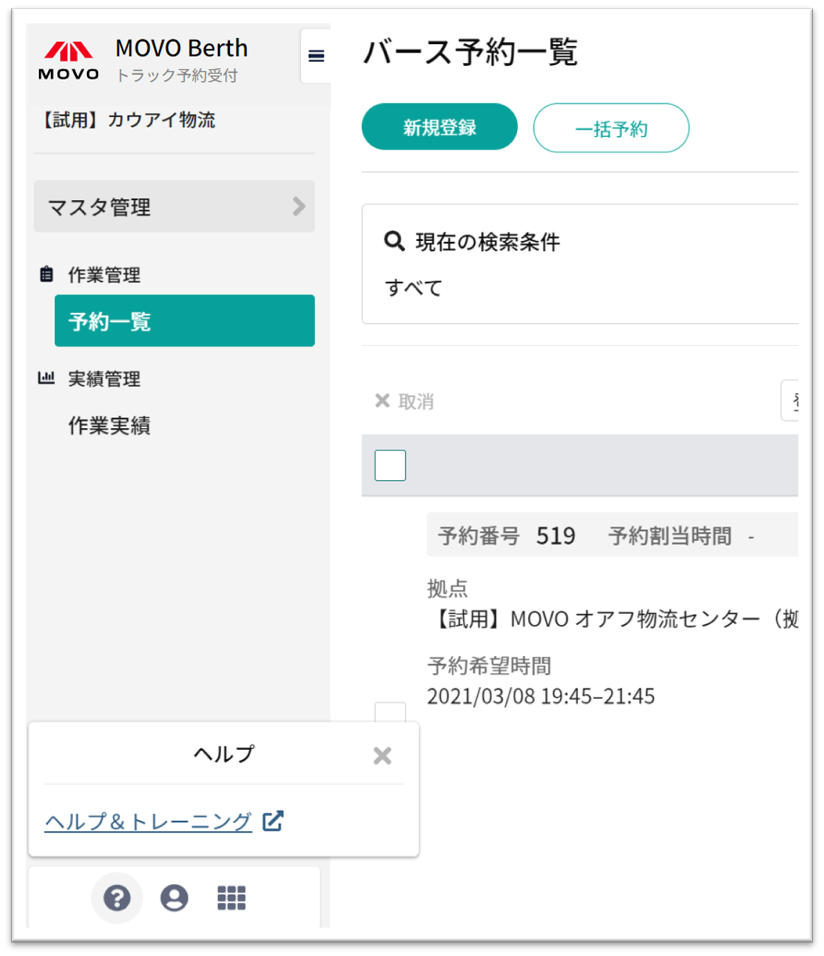 MOVO
MOVO Berth
トラック予約受付
【試用】カウアイ物流
マスタ管理
作業管理
予約一覧
実績管理
作業実績
バース予約一覧
新規登録
一括予約
現在の検索条件
すべて
取消
予約番号 519 予約割当時間 -
拠点
【試用】MOVO オアフ物流センター（拠
予約希望時間
2021/03/08 19:45–21:45
ヘルプ
ヘルプ＆トレーニング